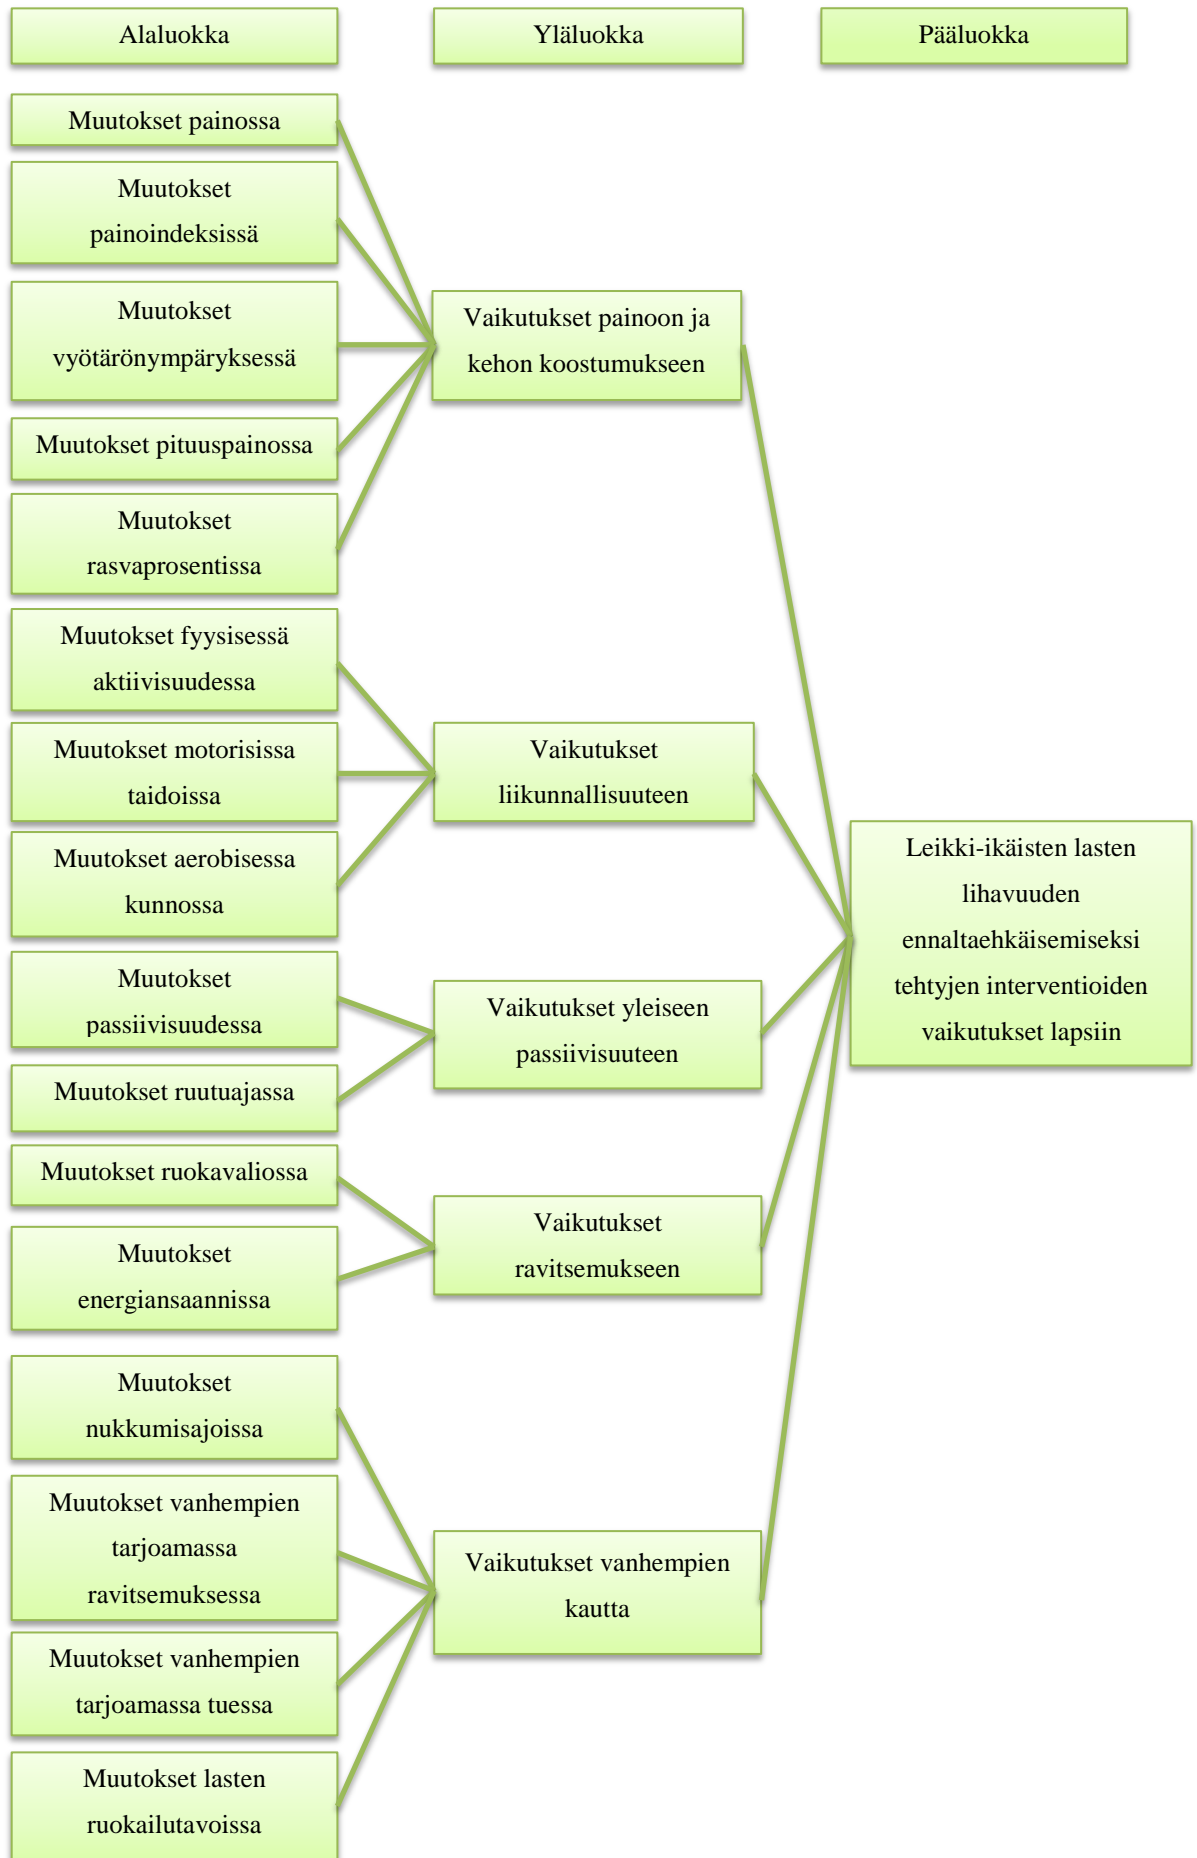 Alaluokka
Yläluokka
Pääluokka
Muutokset painossa
Muutokset
painoindeksissä
Muutokset
vyötärönympäryksessä
Muutokset pituuspainossa
Muutokset
rasvaprosentissa
Vaikutukset painoon ja
kehon koostumukseen
Muutokset fyysisessä
aktiivisuudessa
Muutokset motorisissa
taidoissa
Muutokset aerobisessa
kunnossa
Vaikutukset
liikunnallisuuteen
Muutokset
passiivisuudessa
Muutokset ruutuajassa
Vaikutukset yleiseen
passiivisuuteen
Muutokset ruokavaliossa
Muutokset
energiansaannissa
Vaikutukset
ravitsemukseen
Muutokset
nukkumisajoissa
Muutokset vanhempien
tarjoamassa
ravitsemuksessa
Muutokset vanhempien
tarjoamassa tuessa
Muutokset lasten
ruokailutavoissa
Vaikutukset vanhempien
kautta
Leikki-ikäisten lasten
lihavuuden
ennaltaehkäisemiseksi
tehtyjen interventioiden
vaikutukset lapsiin